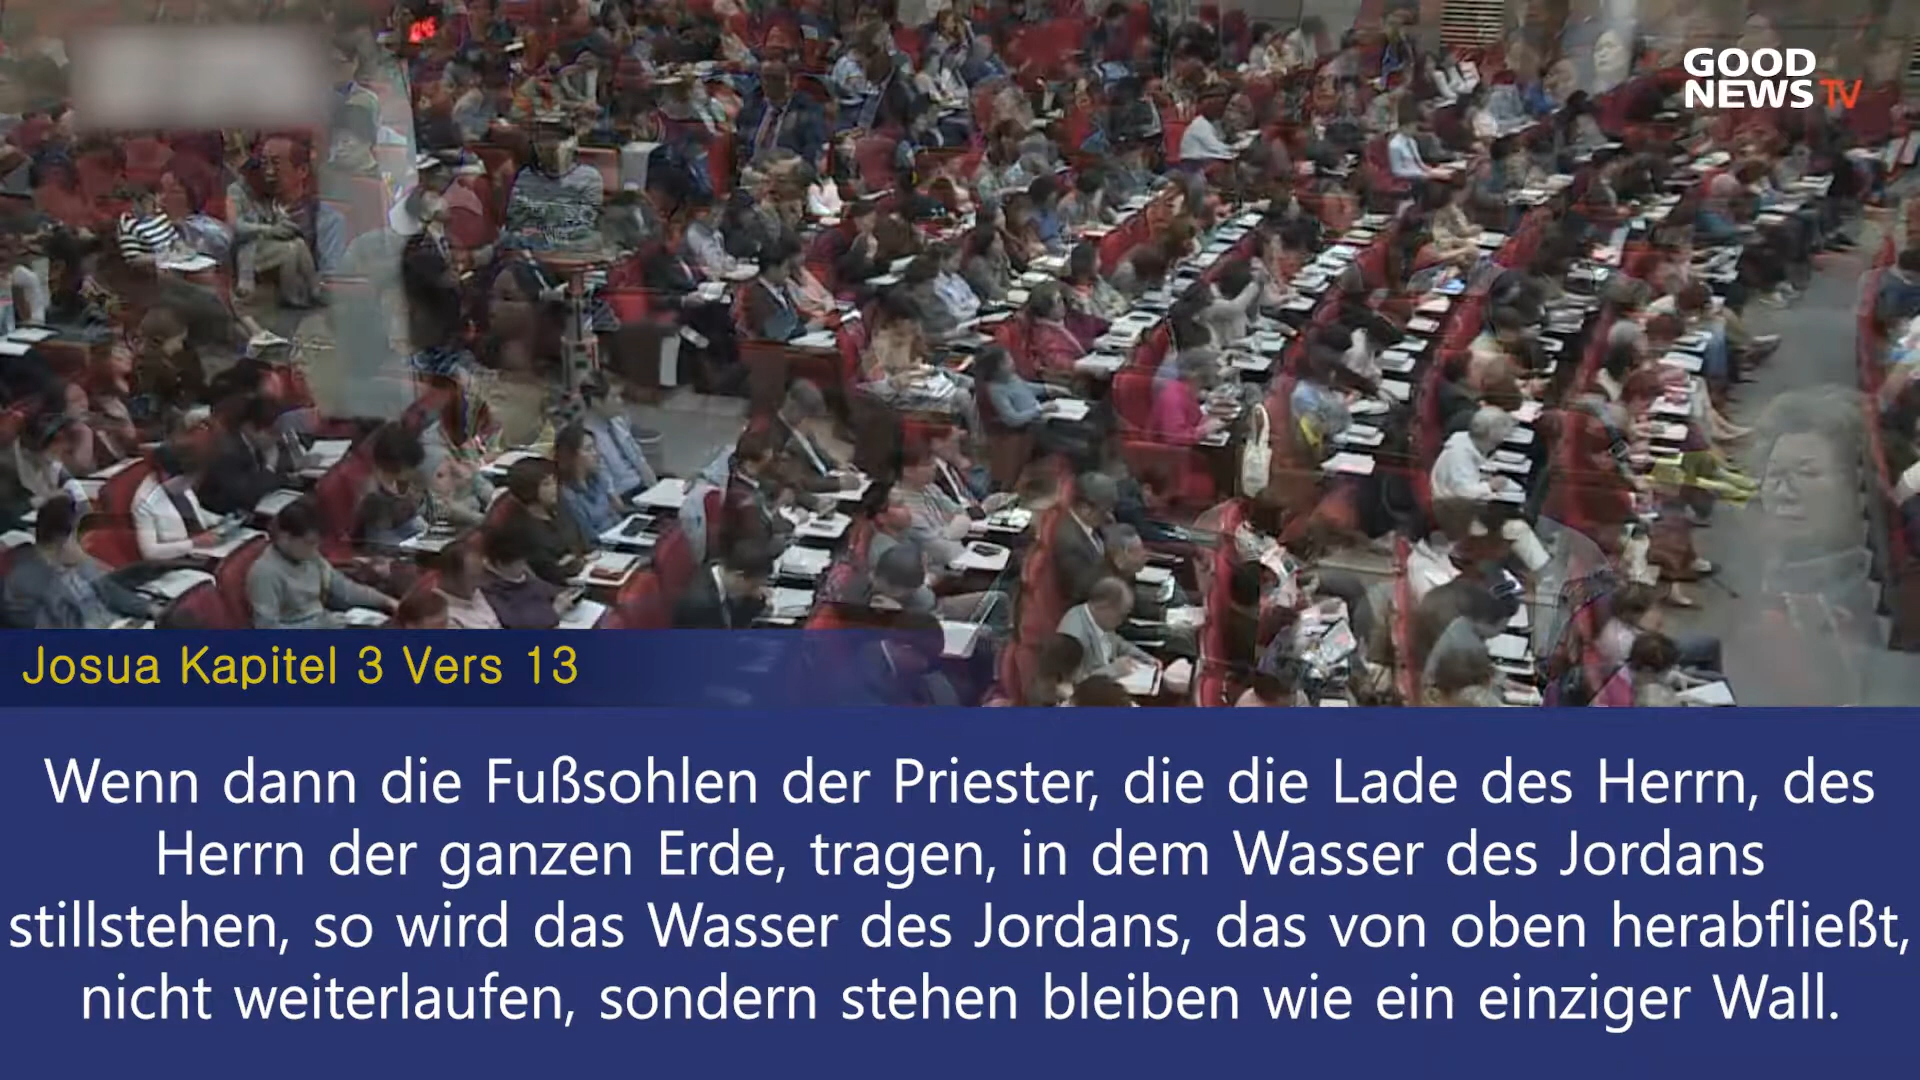 GOOD
NEWS TV
Josua Kapitel 3 Vers 13
Wenn dann die Fußsohlen der Priester, die die Lade des Herrn, des
Herrn der ganzen Erde, tragen, in dem Wasser des Jordans
stillstehen, so wird das Wasser des Jordans, das von oben herabfließt,
nicht weiterlaufen, sondern stehen bleiben wie ein einziger Wall.